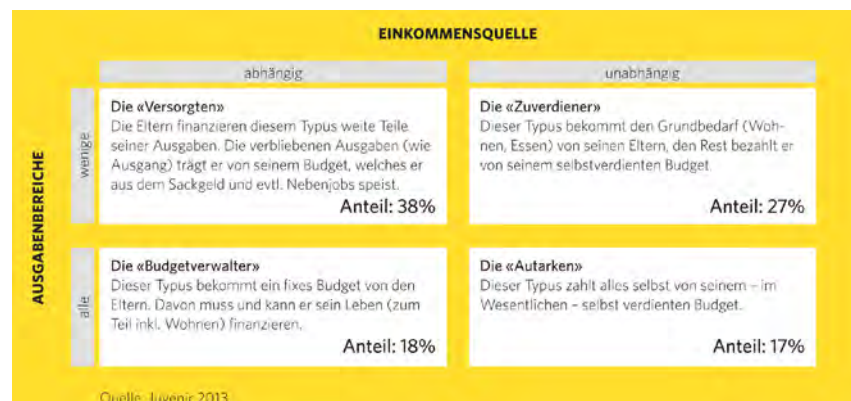 EINKOMMENSQUELLE
abhängig
unabhängig
AUSGABENBEREICHE
wenige
Die «Versorgten»
Die Eltern finanzieren diesem Typus weite Teile
seiner Ausgaben. Die verbliebenen Ausgaben (wie
Ausgang) trägt er von seinem Budget, welches er
aus dem Sackgeld und evtl. Nebenjobs speist.
Anteil: 38%
Die «Zuverdiener»
Dieser Typus bekommt den Grundbedarf (Woh-
nen, Essen) von seinen Eltern, den Rest bezahlt er
von seinem selbstverdienten Budget.
Anteil: 27%
alle
Die «Budgetverwalter»
Dieser Typus bekommt ein fixes Budget von den
Eltern. Davon muss und kann er sein Leben (zum
Teil inkl. Wohnen) finanzieren.
Anteil: 18%
Die «Autarken»
Dieser Typus zahlt alles selbst von seinem – im
Wesentlichen – selbst verdienten Budget.
Anteil: 17%
Quelle: Juvenir 2013